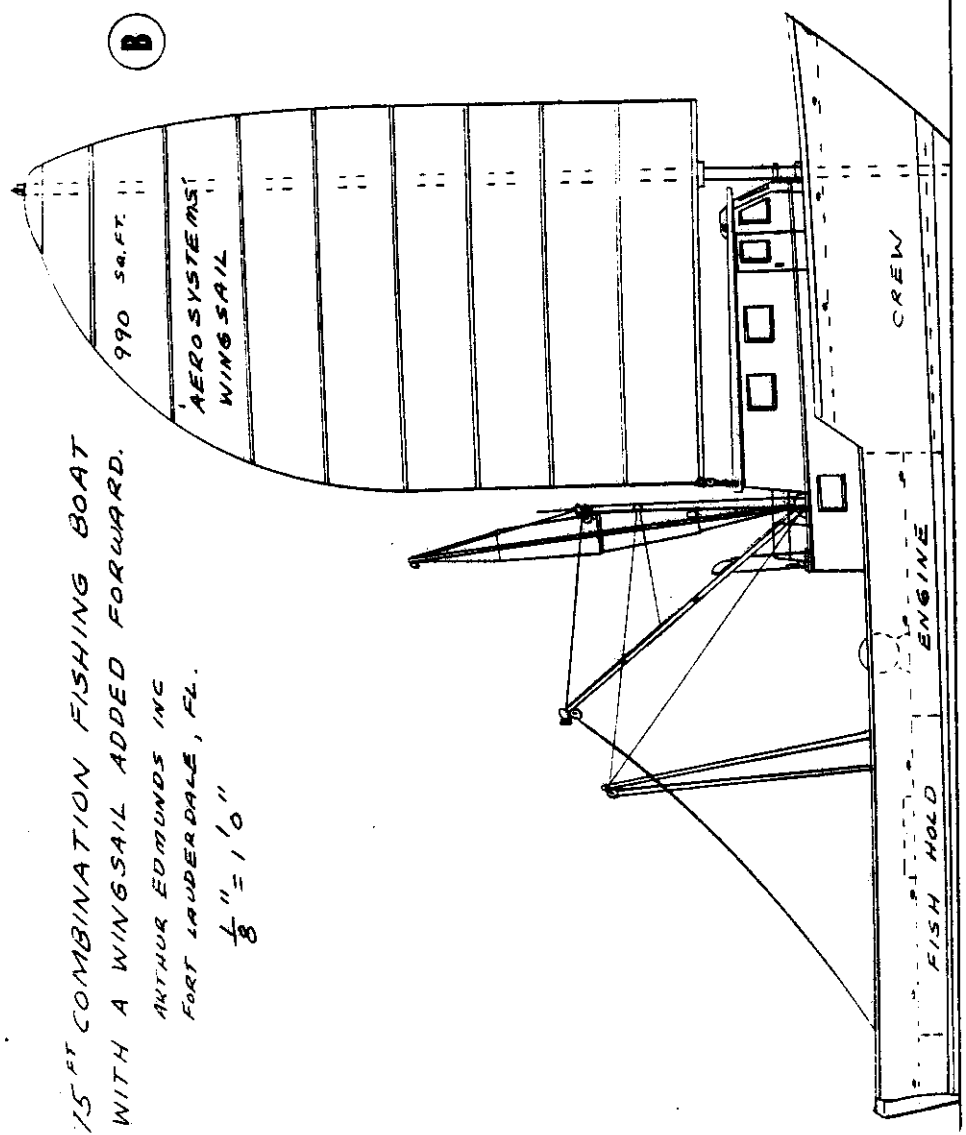 75 FT COMBINATION FISHING BOAT
WITH A WINGSAIL ADDED FORWARD.
ARTHUR EDMUNDS INC
FORT LAUDERDALE, FL.
1/8" = 1'0"
B
990 SQ.FT.
'AEROSYSTEMS'
WINGSAIL
CREW
ENGINE
FISH HOLD